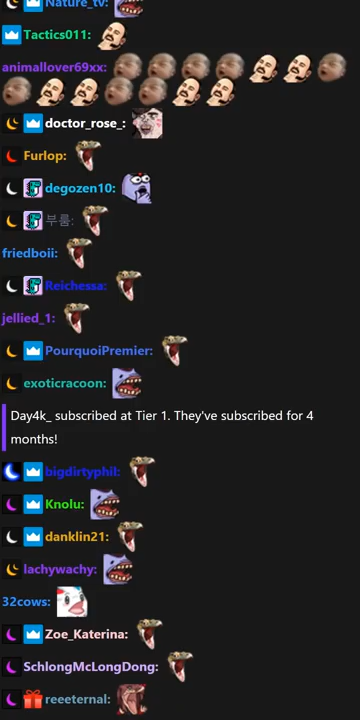 Nature_tv:
Tactics011:
animallover69xx:
doctor_rose_:
Furlop:
degozen10:
부룸:
friedboii:
Reichessa:
jellied_1:
PourquoiPremier:
exoticracoon:
Day4k_ subscribed at Tier 1. They've subscribed for 4
months!
bigdirtyphil:
Knolu:
danklin21:
lachywachy:
32cows:
Zoe_Katerina:
SchlongMcLongDong:
reeeternal: